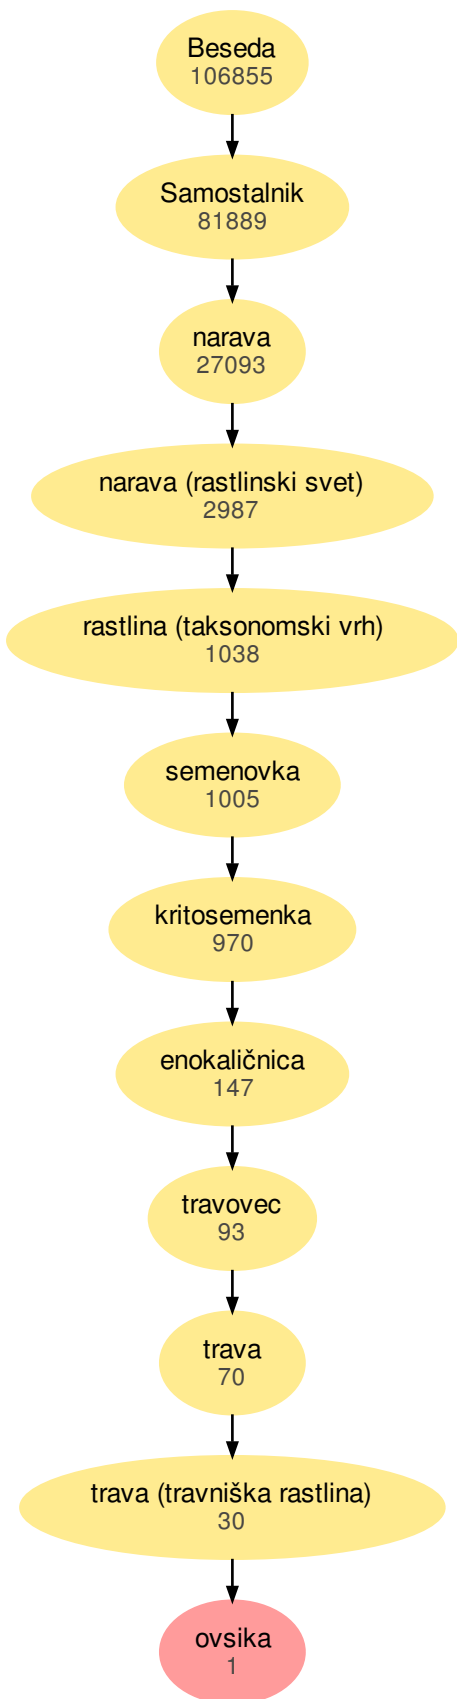 Beseda
106855
Samostalnik
81889
narava
27093
narava (rastlinski svet)
2987
rastlina (taksonomski vrh)
1038
semenovka
1005
kritosemenka
970
enokaličnica
147
travovec
93
trava
70
trava (travniška rastlina)
30
ovsika
1